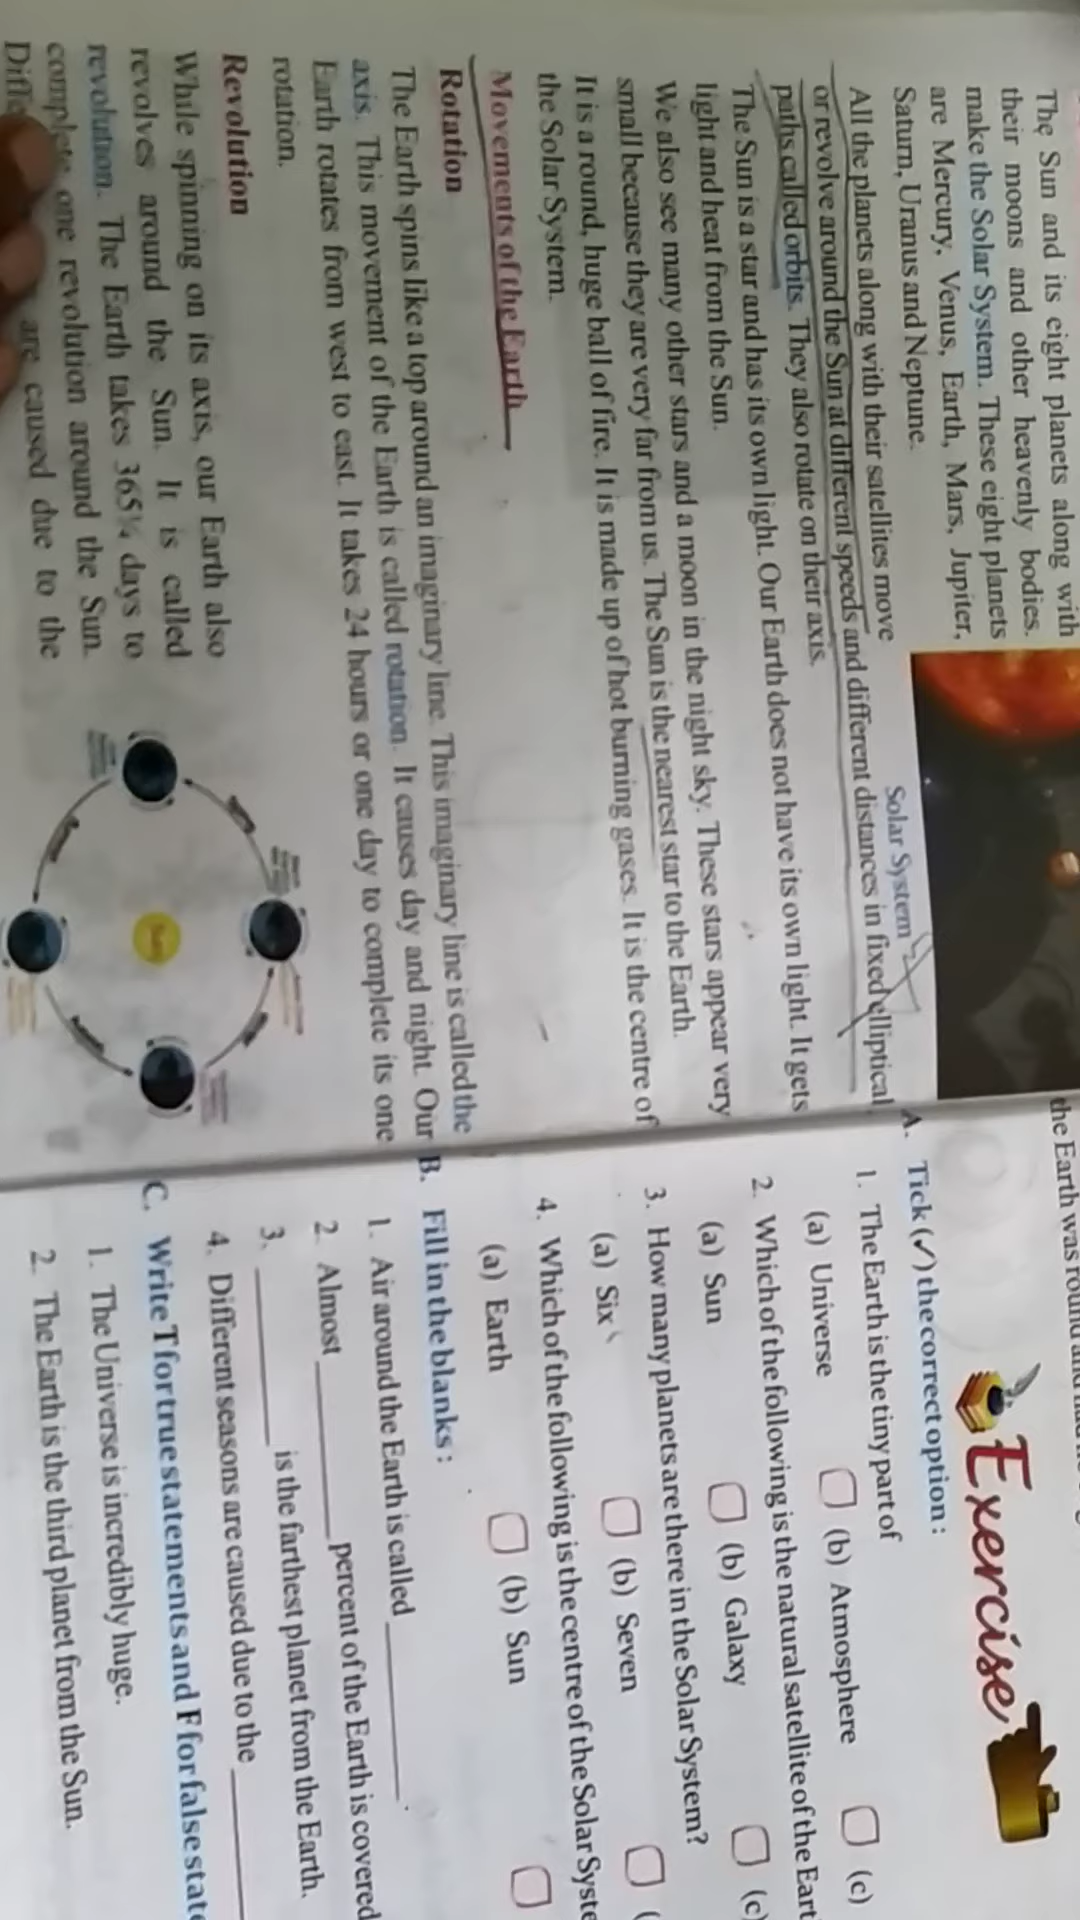 The Sun and its eight planets along with
their moons and other heavenly bodies.
make the Solar System. These eight planets
are Mercury, Venus, Earth, Mars, Jupiter,
Saturn, Uranus and Neptune.
Solar System
All the planets along with their satellites move
or revolve around the Sun at different speeds and different distances in fixed elliptical
paths called orbits. They also rotate on their axis.
The Sun is a star and has its own light. Our Earth does not have its own light. It gets
light and heat from the Sun.
We also see many other stars and a moon in the night sky. These stars appear very
small because they are very far from us. The Sun is the nearest star to the Earth.
It is a round, huge ball of fire. It is made up of hot burning gases. It is the centre of
the Solar System.
Movements of the Earth
Rotation
The Earth spins like a top around an imaginary line. This imaginary line is called the
axis. This movement of the Earth is called rotation. It causes day and night. Our
Earth rotates from west to east. It takes 24 hours or one day to complete its one
rotation.
Revolution
While spinning on its axis, our Earth also
revolves around the Sun. It is called
revolution. The Earth takes 365¼ days to
complete one revolution around the Sun.
are caused due to the
Sun
the Earth was round
Exercise
A. Tick (✓) the correct option :
1. The Earth is the tiny part of
(a) Universe (b) Atmosphere (c)
2. Which of the following is the natural satellite of the
(a) Sun (b) Galaxy (c)
3. How many planets are there in the Solar System?
(a) Six (b) Seven (
4. Which of the following is the centre of the Solar
(a) Earth (b) Sun
B. Fill in the blanks :
1. Air around the Earth is called ________.
2. Almost ________ percent of the Earth is covered
3. ________ is the farthest planet from the Earth.
4. Different seasons are caused due to the ________
C. Write T for true statements and F for false
1. The Universe is incredibly huge.
2. The Earth is the third planet from the Sun.